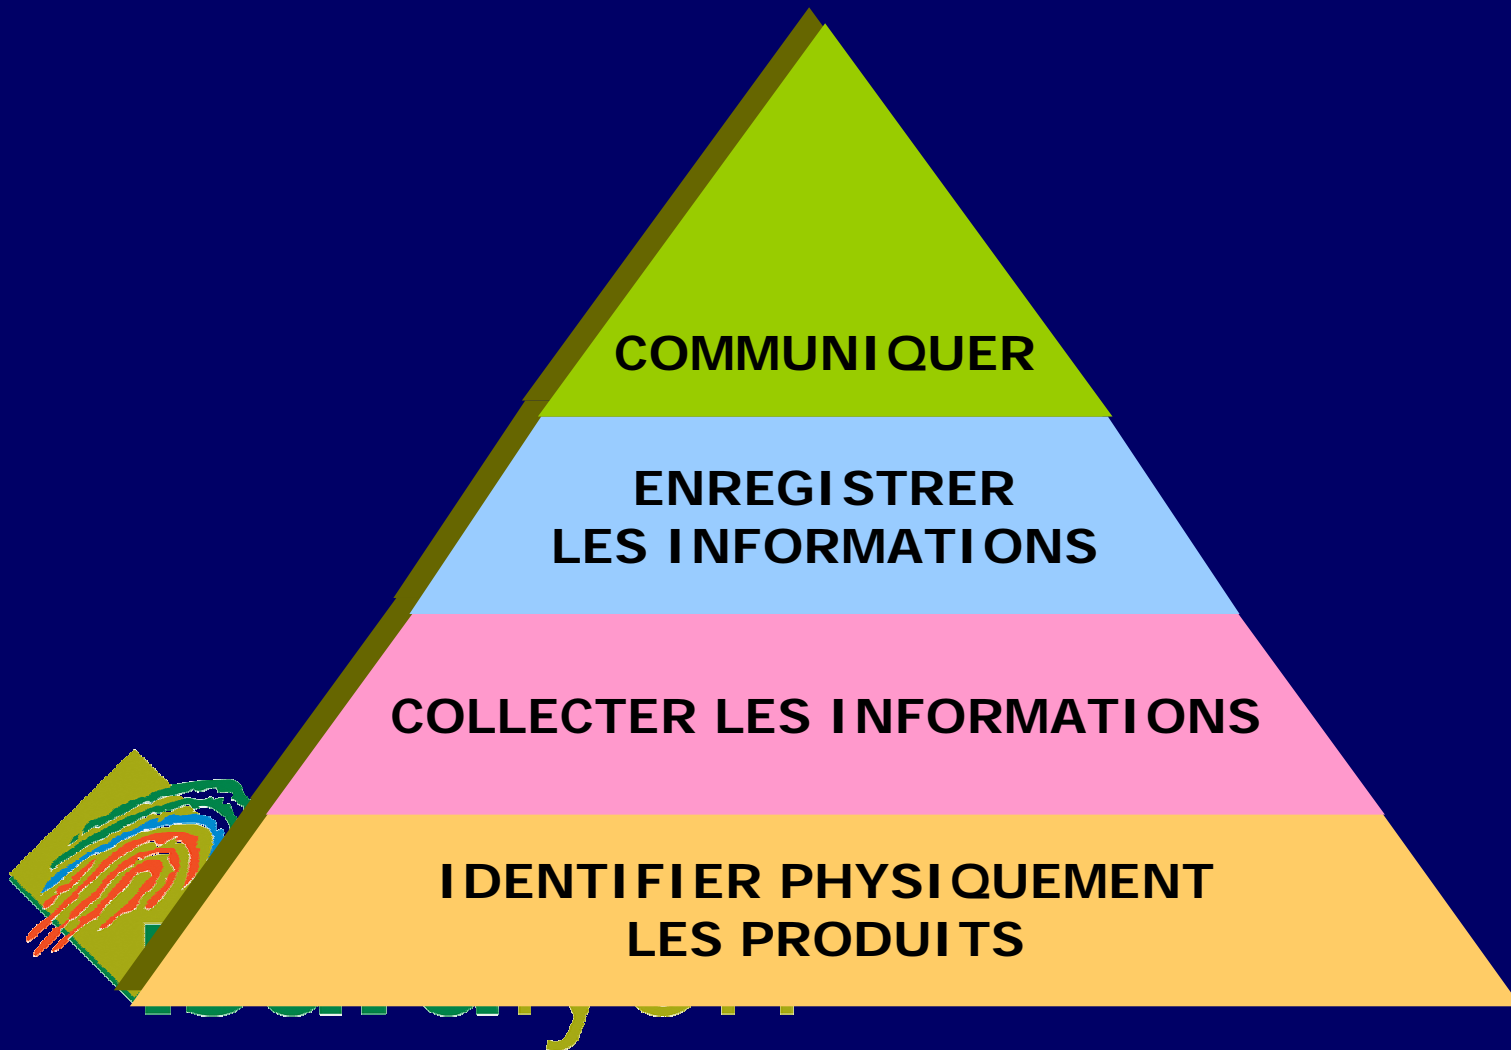 COMMUNIQUER
ENREGISTRER
LES INFORMATIONS
COLLECTER LES INFORMATIONS
IDENTIFIER PHYSIQUEMENT
LES PRODUITS